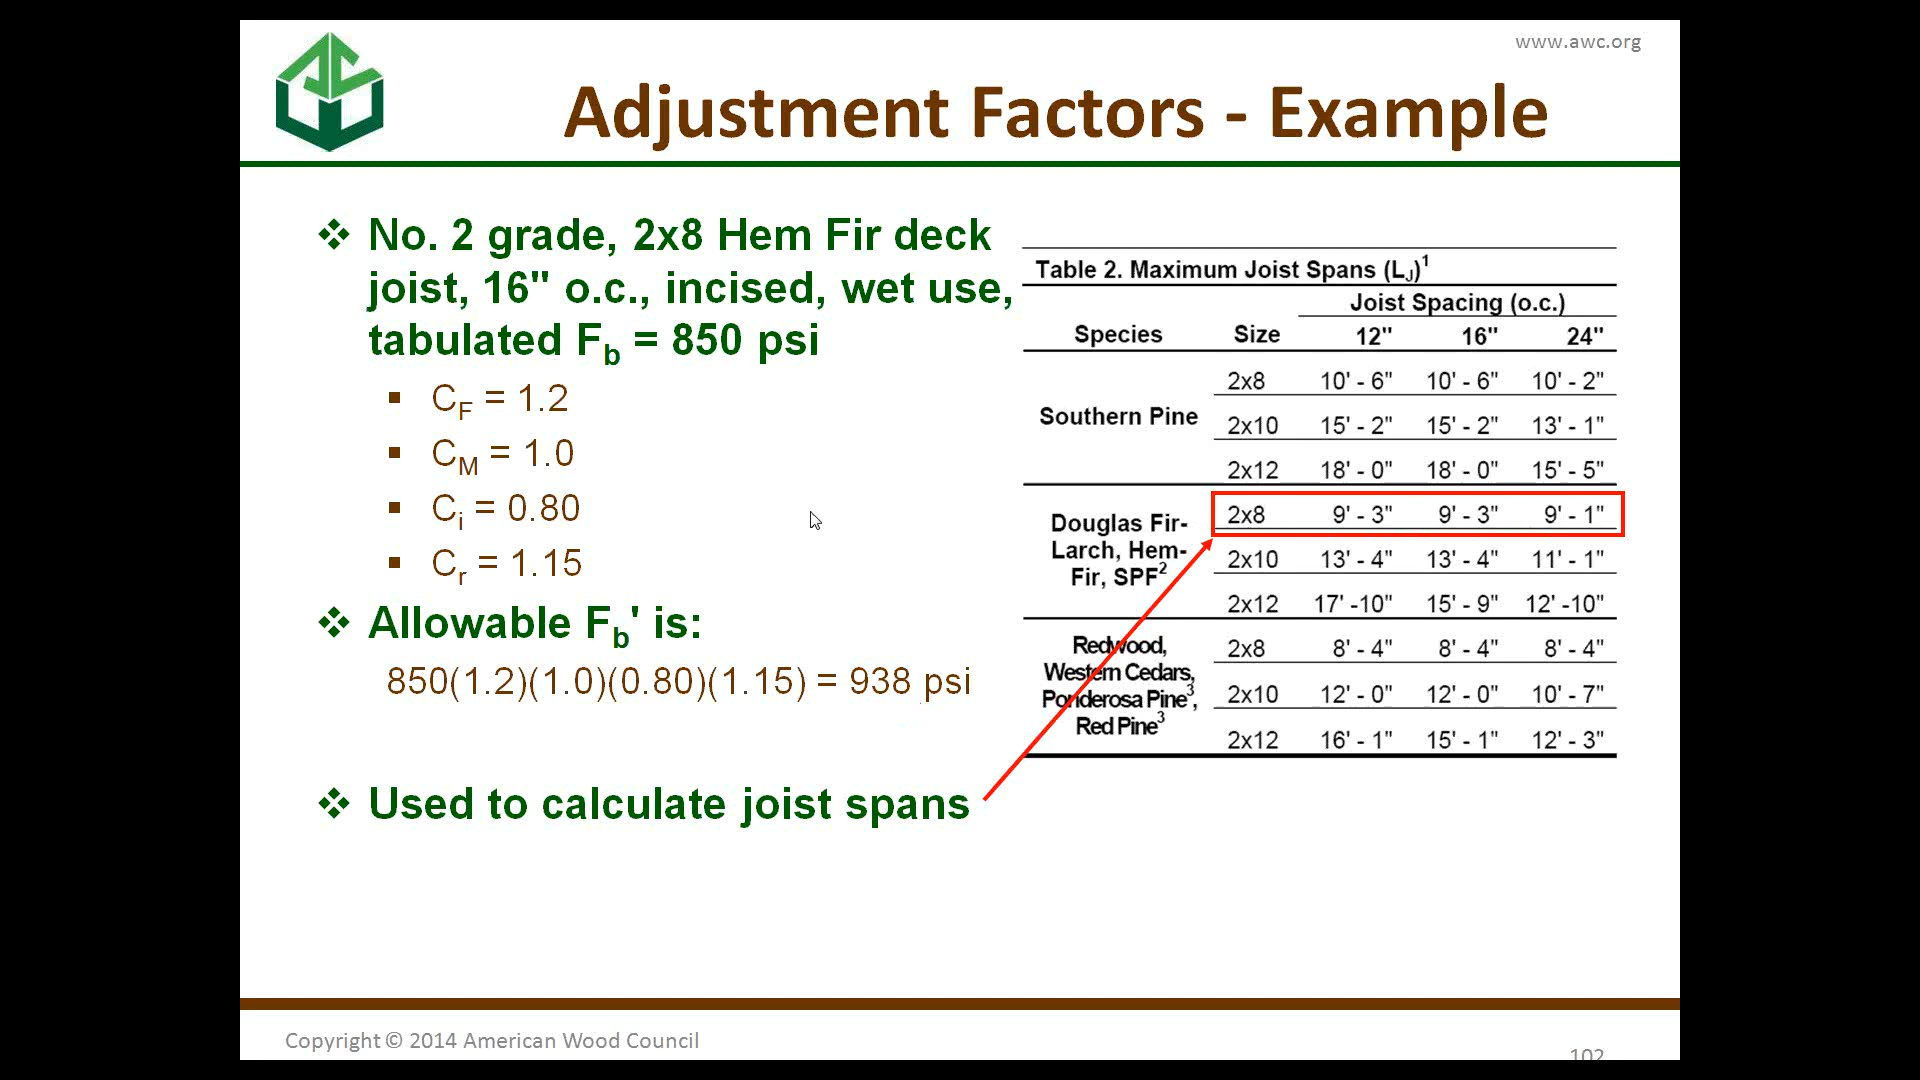 www.awc.org
Adjustment Factors - Example
❖ No. 2 grade, 2x8 Hem Fir deck
joist, 16" o.c., incised, wet use,
tabulated Fb = 850 psi
▪ CF = 1.2
▪ CM = 1.0
▪ Ci = 0.80
▪ Cr = 1.15
❖ Allowable Fb' is:
850(1.2)(1.0)(0.80)(1.15) = 938 psi
❖ Used to calculate joist spans
Table 2. Maximum Joist Spans (LJ)1
Joist Spacing (o.c.)
Species Size 12" 16" 24"
Southern Pine
2x8 10' - 6" 10' - 6" 10' - 2"
2x10 15' - 2" 15' - 2" 13' - 1"
2x12 18' - 0" 18' - 0" 15' - 5"
Douglas Fir-
Larch, Hem-
Fir, SPF2
2x8 9' - 3" 9' - 3" 9' - 1"
2x10 13' - 4" 13' - 4" 11' - 1"
2x12 17' -10" 15' - 9" 12' -10"
Redwood,
Western Cedars,
Ponderosa Pine3,
Red Pine3
2x8 8' - 4" 8' - 4" 8' - 4"
2x10 12' - 0" 12' - 0" 10' - 7"
2x12 16' - 1" 15' - 1" 12' - 3"
Copyright © 2014 American Wood Council
102